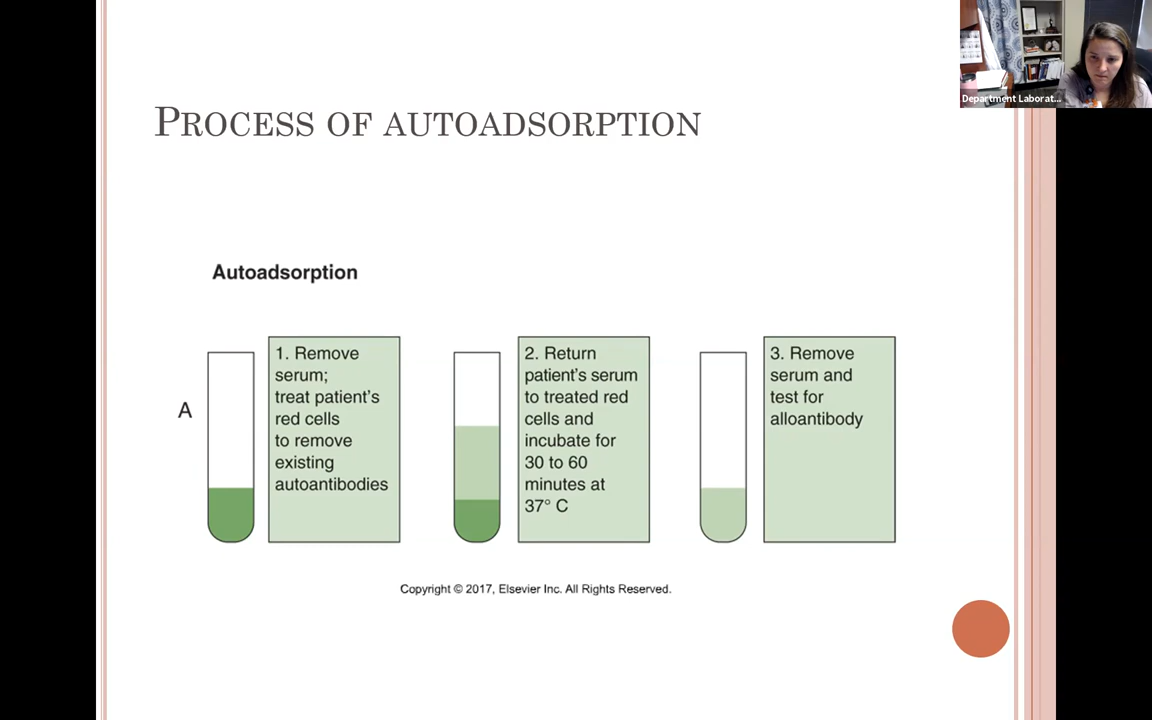 Department Laborat...
PROCESS OF AUTOADSORPTION
Autoadsorption
A
1. Remove
serum;
treat patient's
red cells
to remove
existing
autoantibodies
2. Return
patient's serum
to treated red
cells and
incubate for
30 to 60
minutes at
37° C
3. Remove
serum and
test for
alloantibody
Copyright © 2017, Elsevier Inc. All Rights Reserved.